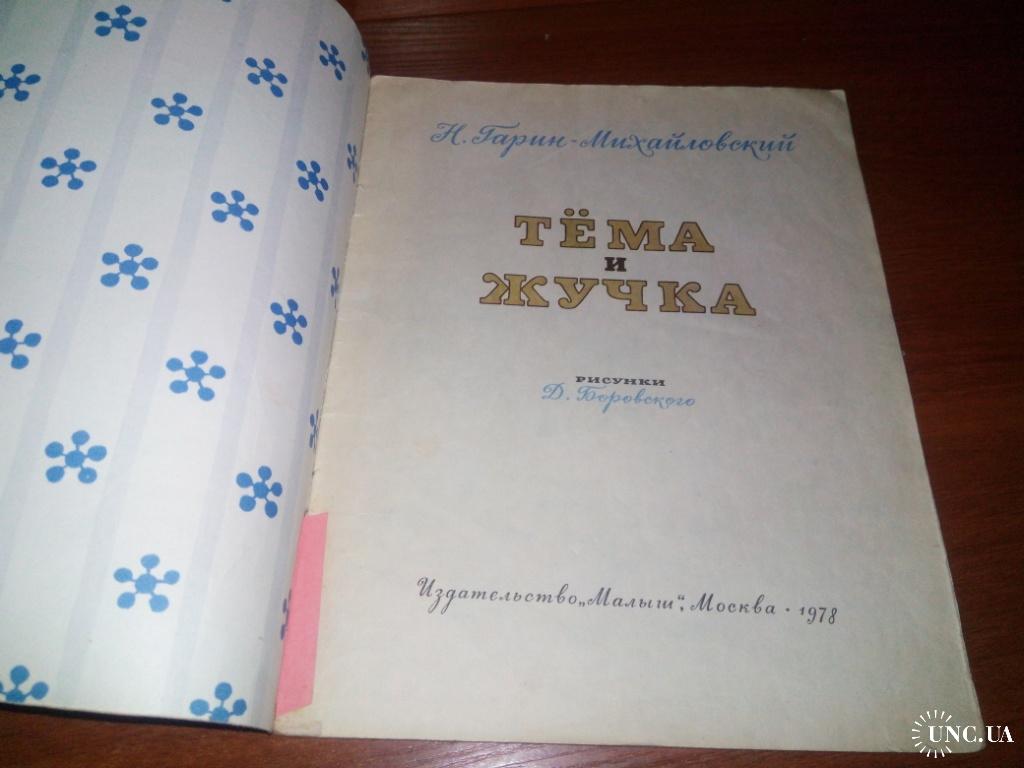 Н. Гарин-Михайловский
ТЁМА
И
ЖУЧКА
РИСУНКИ
Д. Боровского
Издательство „Малыш“, Москва · 1978
UNC.UA